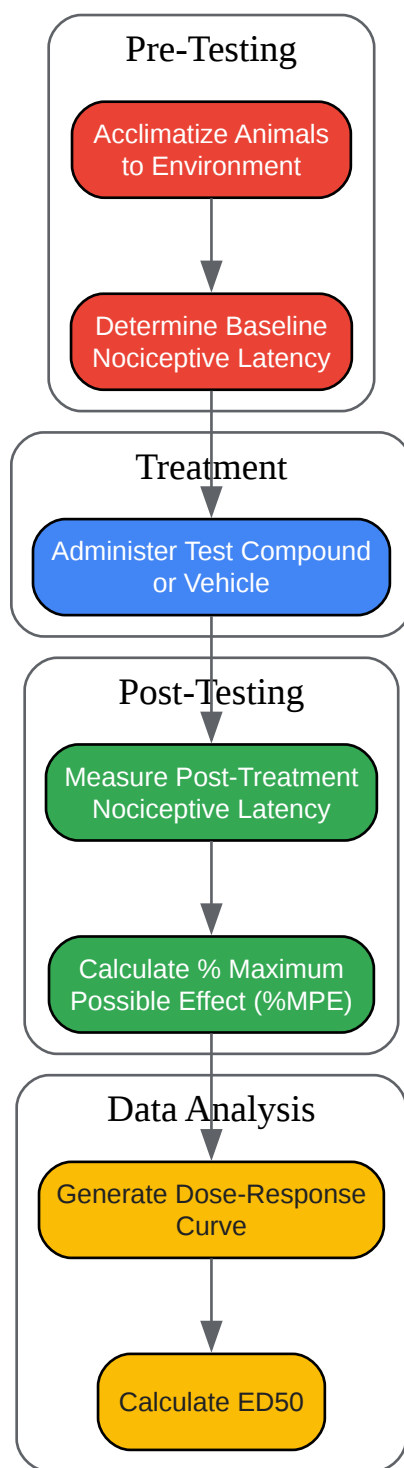 Pre-Testing
Acclimatize Animals
to Environment
Determine Baseline
Nociceptive Latency
Treatment
Administer Test Compound
or Vehicle
Post-Testing
Measure Post-Treatment
Nociceptive Latency
Calculate % Maximum
Possible Effect (%MPE)
Data Analysis
Generate Dose-Response
Curve
Calculate ED50